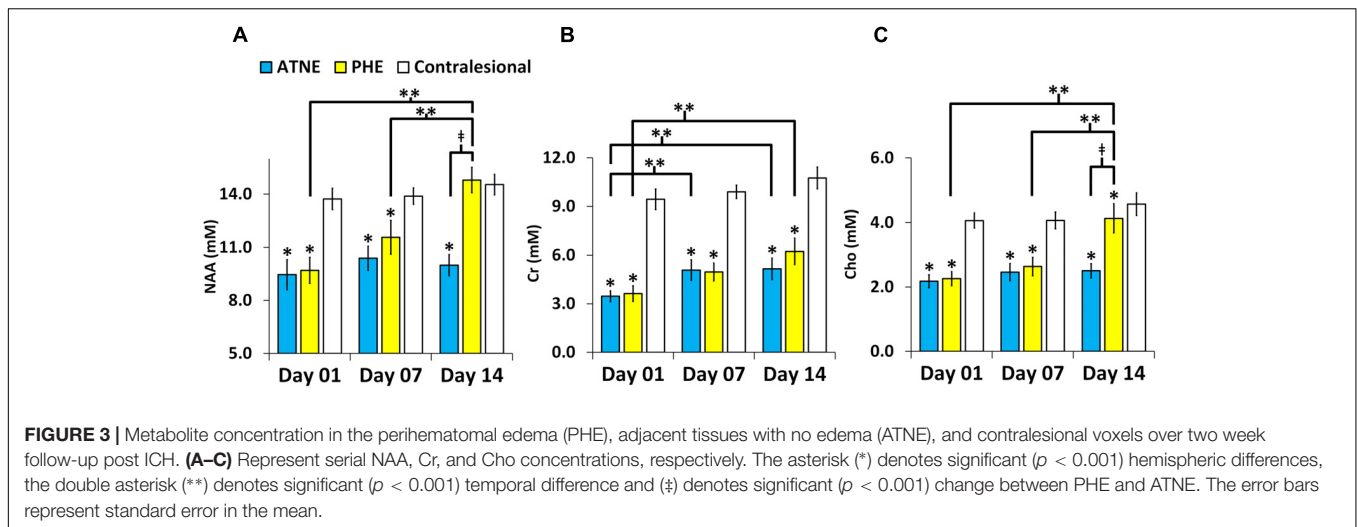 A
B
C
ATNE PHE Contralesional
**
**
‡
NAA (mM)
14.0
11.0
9.0
5.0
* * * * *
Day 01 Day 07 Day 14
**
**
**
Cr (mM)
12.0
9.0
6.0
3.0
0.0
* * * * * *
Day 01 Day 07 Day 14
**
**
‡
Cho (mM)
6.0
4.0
2.0
0.0
* * * * * *
Day 01 Day 07 Day 14
FIGURE 3 | Metabolite concentration in the perihematomal edema (PHE), adjacent tissues with no edema (ATNE), and contralesional voxels over two week
follow-up post ICH. (A–C) Represent serial NAA, Cr, and Cho concentrations, respectively. The asterisk (*) denotes significant (p < 0.001) hemispheric differences,
the double asterisk (**) denotes significant (p < 0.001) temporal difference and (‡) denotes significant (p < 0.001) change between PHE and ATNE. The error bars
represent standard error in the mean.